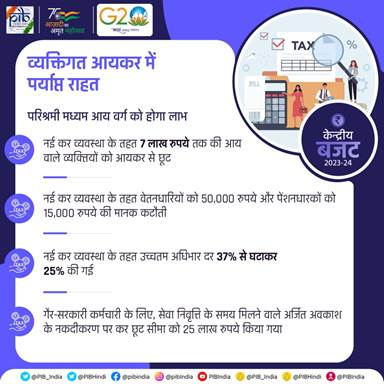 pib
75
आज़ादी का
अमृत महोत्सव
G20
व्यक्तिगत आयकर में
पर्याप्त राहत
परिश्रमी मध्यम आय वर्ग को होगा लाभ
TAX
BILL
केन्द्रीय
बजट
2023-24
नई कर व्यवस्था के तहत 7 लाख रुपये तक की आय
वाले व्यक्तियों को आयकर से छूट
नई कर व्यवस्था के तहत वेतनधारियों को 50,000 रुपये और पेंशनधारकों को
15,000 रुपये की मानक कटौती
नई कर व्यवस्था के तहत उच्चतम अधिभार दर 37% से घटाकर
25% की गई
गैर-सरकारी कर्मचारी के लिए, सेवा निवृत्ति के समय मिलने वाले अर्जित अवकाश
के नकदीकरण पर कर छूट सीमा को 25 लाख रुपये किया गया
@PIB_India @PIBHindi @pibindia @pibindia @PIBIndia @PIB_India @PIBHindi @PIB_India